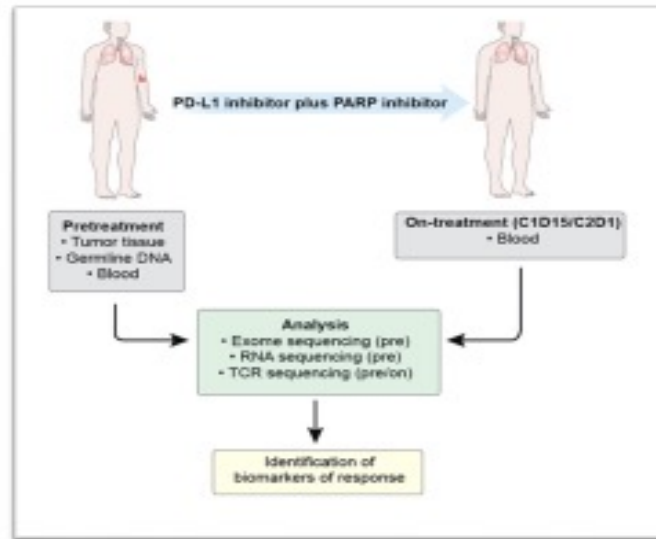 PD-L1 inhibitor plus PARP inhibitor
Pretreatment
• Tumor tissue
• Germline DNA
• Blood
On-treatment (C1D15/C2D1)
• Blood
Analysis
• Exome sequencing (pre)
• RNA sequencing (pre)
• TCR sequencing (pre/on)
Identification of
biomarkers of response